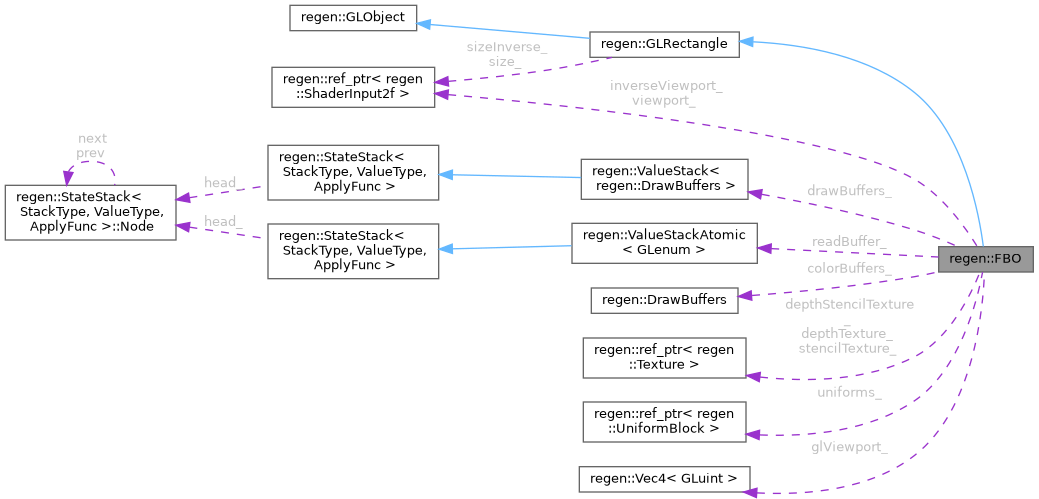 regen::GLObject
regen::GLRectangle
sizeInverse_
size_
regen::ref_ptr< regen
::ShaderInput2f >
inverseViewport_
viewport_
next
prev
regen::StateStack<
StackType, ValueType,
ApplyFunc >::Node
head_
regen::StateStack<
StackType, ValueType,
ApplyFunc >
regen::ValueStack<
regen::DrawBuffers >
drawBuffers_
head_
regen::StateStack<
StackType, ValueType,
ApplyFunc >
regen::ValueStackAtomic
< GLenum >
readBuffer_
regen::FBO
colorBuffers_
regen::DrawBuffers
depthStencilTexture
_
depthTexture_
stencilTexture_
regen::ref_ptr< regen
::Texture >
uniforms_
regen::ref_ptr< regen
::UniformBlock >
glViewport_
regen::Vec4< GLuint >